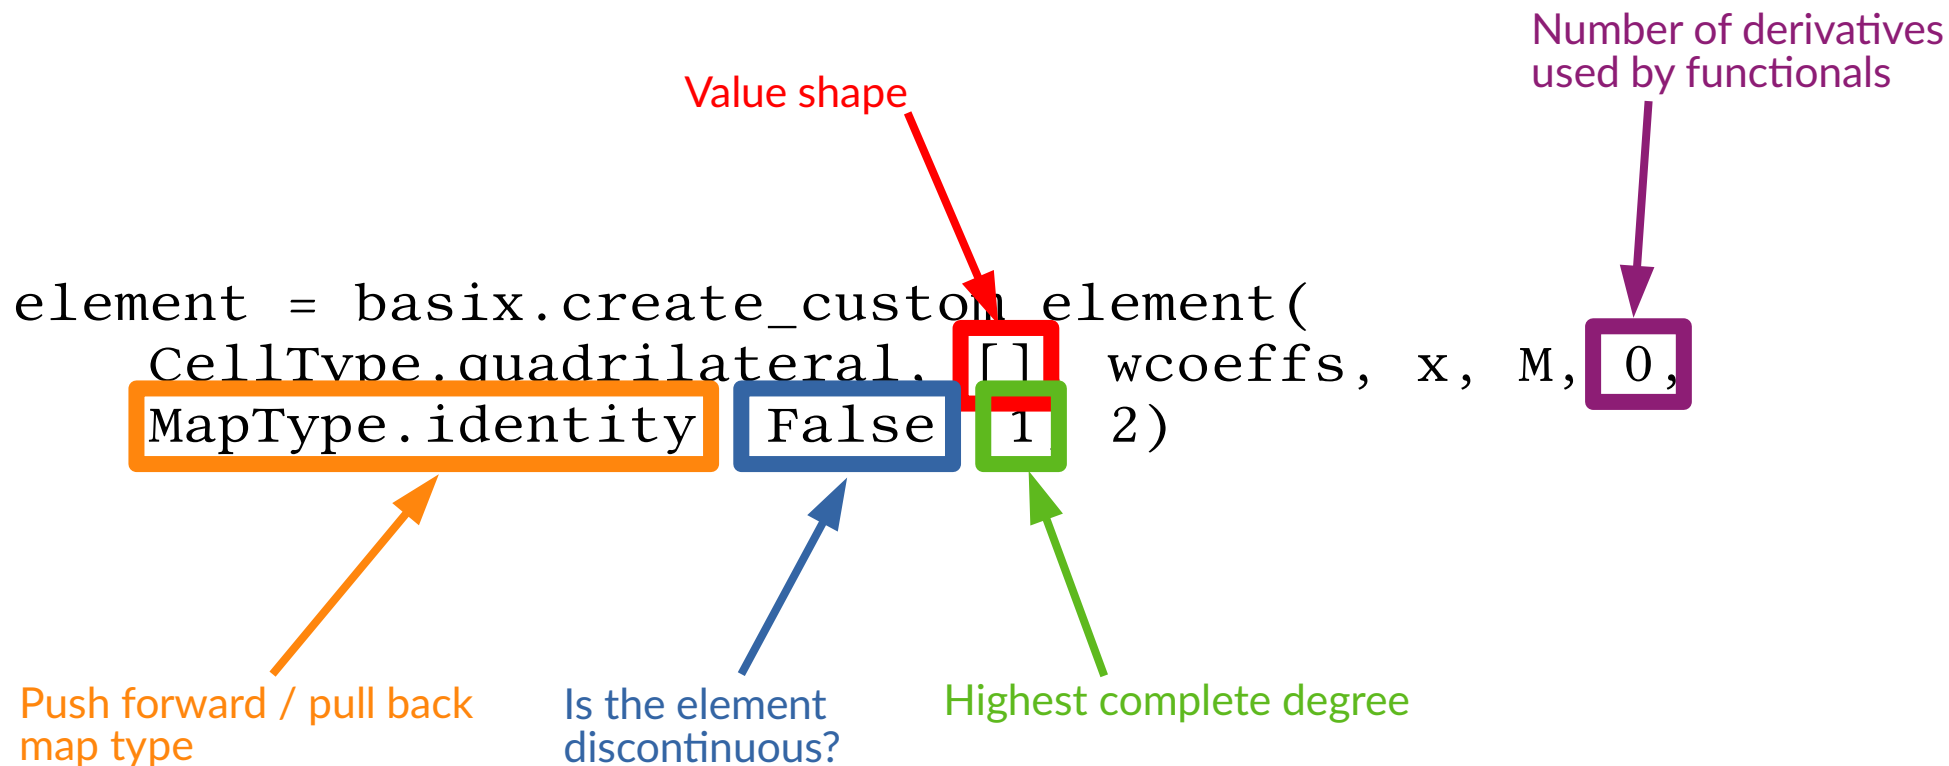 Number of derivatives
used by functionals
Value shape
element = basix.create_custom_element(
CellType.quadrilateral, [] wcoeffs, x, M, 0,
MapType.identity False 1 2)
Push forward / pull back
map type
Is the element
discontinuous?
Highest complete degree